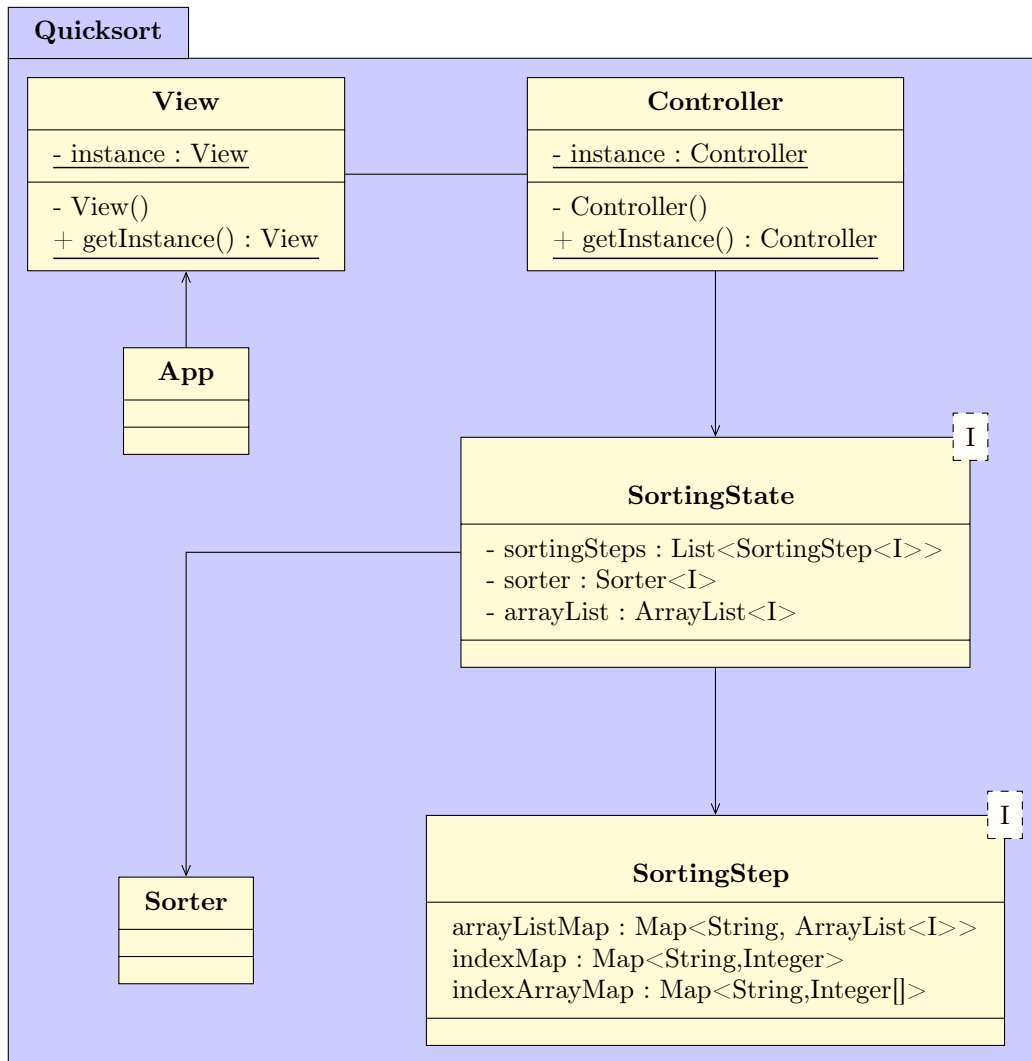 Quicksort
View
- instance : View
- View()
+ getInstance() : View
Controller
- instance : Controller
- Controller()
+ getInstance() : Controller
App
I
SortingState
- sortingSteps : List<SortingStep<I>>
- sorter : Sorter<I>
- arrayList : ArrayList<I>
Sorter
I
SortingStep
arrayListMap : Map<String, ArrayList<I>>
indexMap : Map<String,Integer>
indexArrayMap : Map<String,Integer[]>